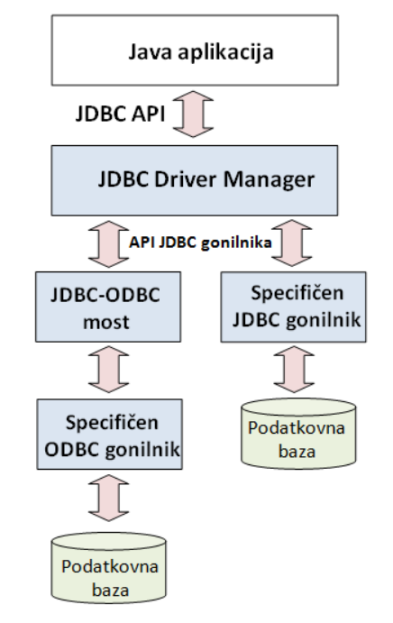 Java aplikacija
JDBC API
JDBC Driver Manager
API JDBC gonilnika
JDBC-ODBC
most
Specifičen
JDBC gonilnik
Specifičen
ODBC gonilnik
Podatkovna
baza
Podatkovna
baza